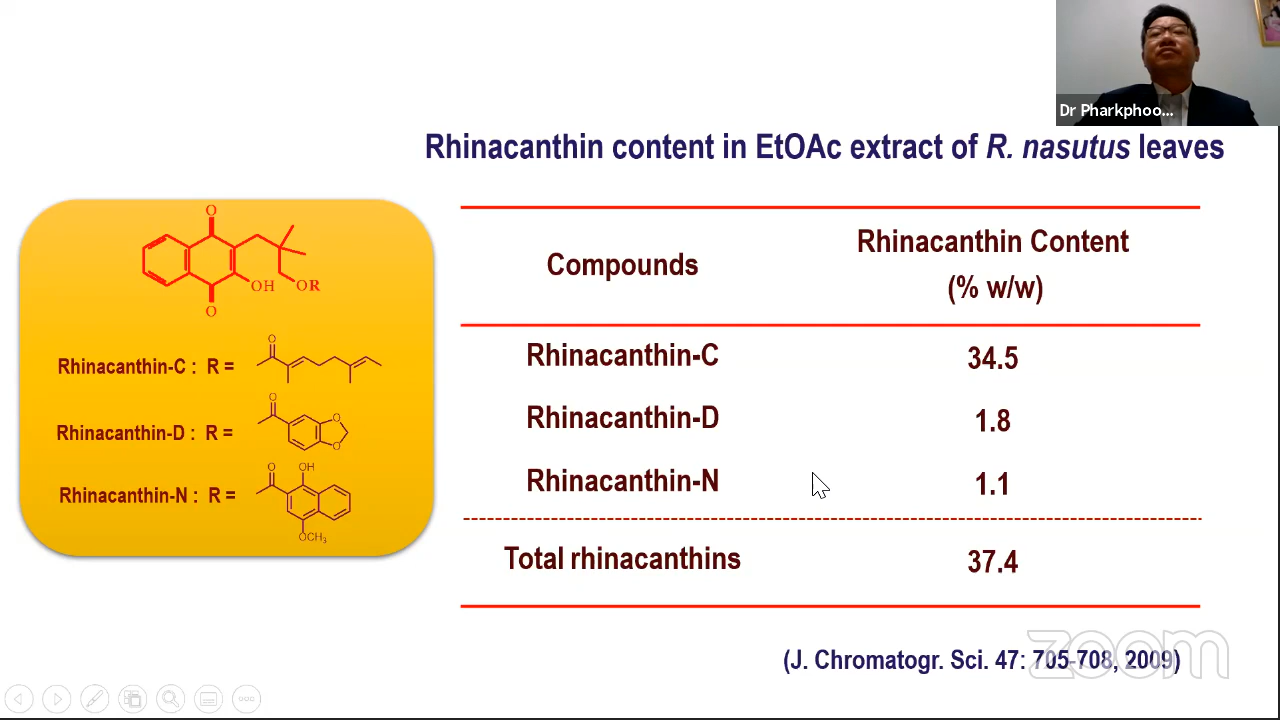 Dr Pharkphoo...
Rhinacanthin content in EtOAc extract of R. nasutus leaves
O
OH
OR
O
Rhinacanthin-C : R =
O
Rhinacanthin-D : R =
O
O
O
Rhinacanthin-N : R =
O
OH
OCH₃
Compounds
Rhinacanthin Content
(% w/w)
Rhinacanthin-C 34.5
Rhinacanthin-D 1.8
Rhinacanthin-N 1.1
Total rhinacanthins 37.4
(J. Chromatogr. Sci. 47: 705-708, 2009)
zoom